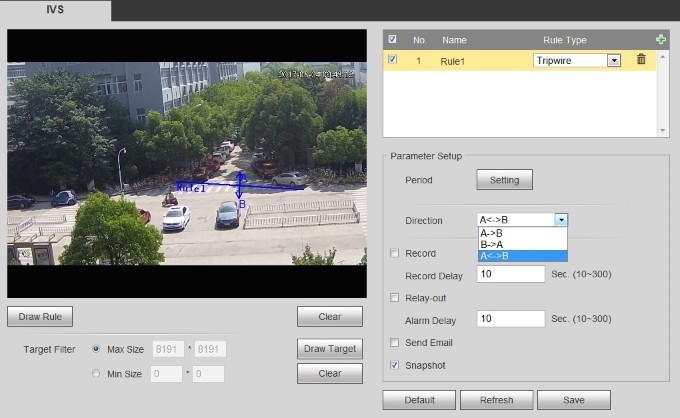 IVS
No. Name Rule Type
1 Rule1 Tripwire
Rule1
A
B
Parameter Setup
Period Setting
Direction A<->B
A->B
B->A
A<->B
Record
Record Delay 10 Sec. (10~300)
Relay-out
Alarm Delay 10 Sec. (10~300)
Send Email
Snapshot
Draw Rule Clear
Target Filter Max Size 8191 * 8191 Draw Target
Min Size 0 * 0 Clear
Default Refresh Save